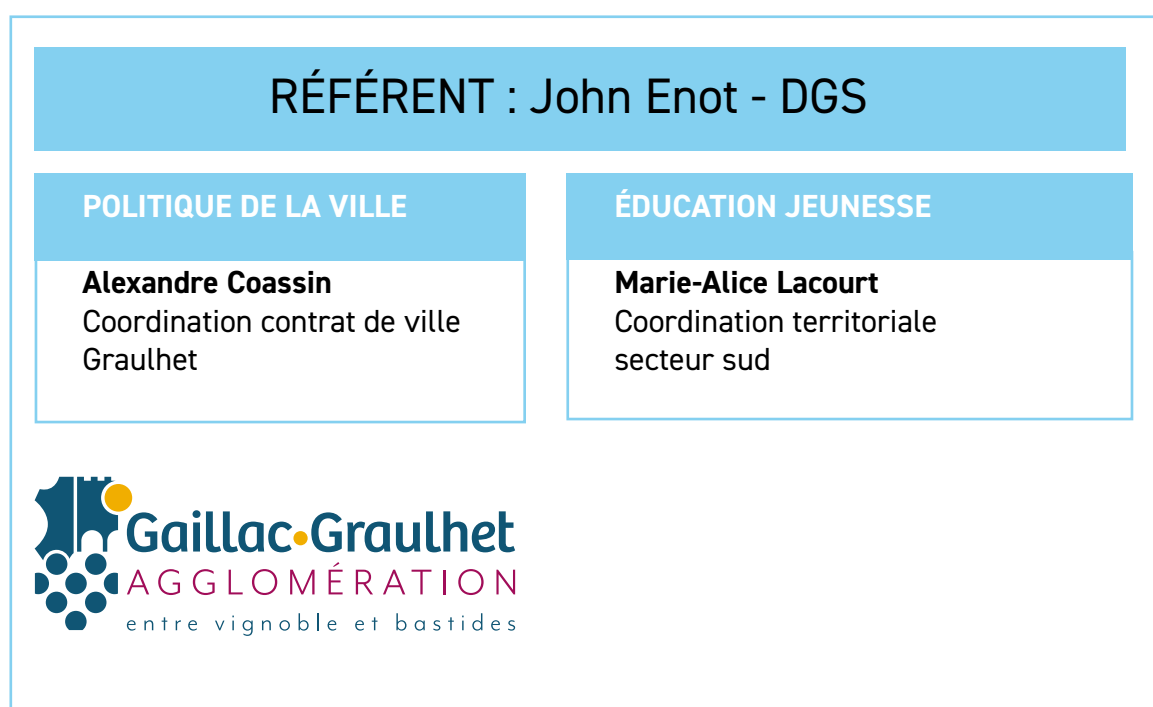 RÉFÉRENT : John Enot - DGS
POLITIQUE DE LA VILLE
Alexandre Coassin
Coordination contrat de ville
Graulhet
ÉDUCATION JEUNESSE
Marie-Alice Lacourt
Coordination territoriale
secteur sud
Gaillac•Graulhet
AGGLOMÉRATION
entre vignoble et bastides